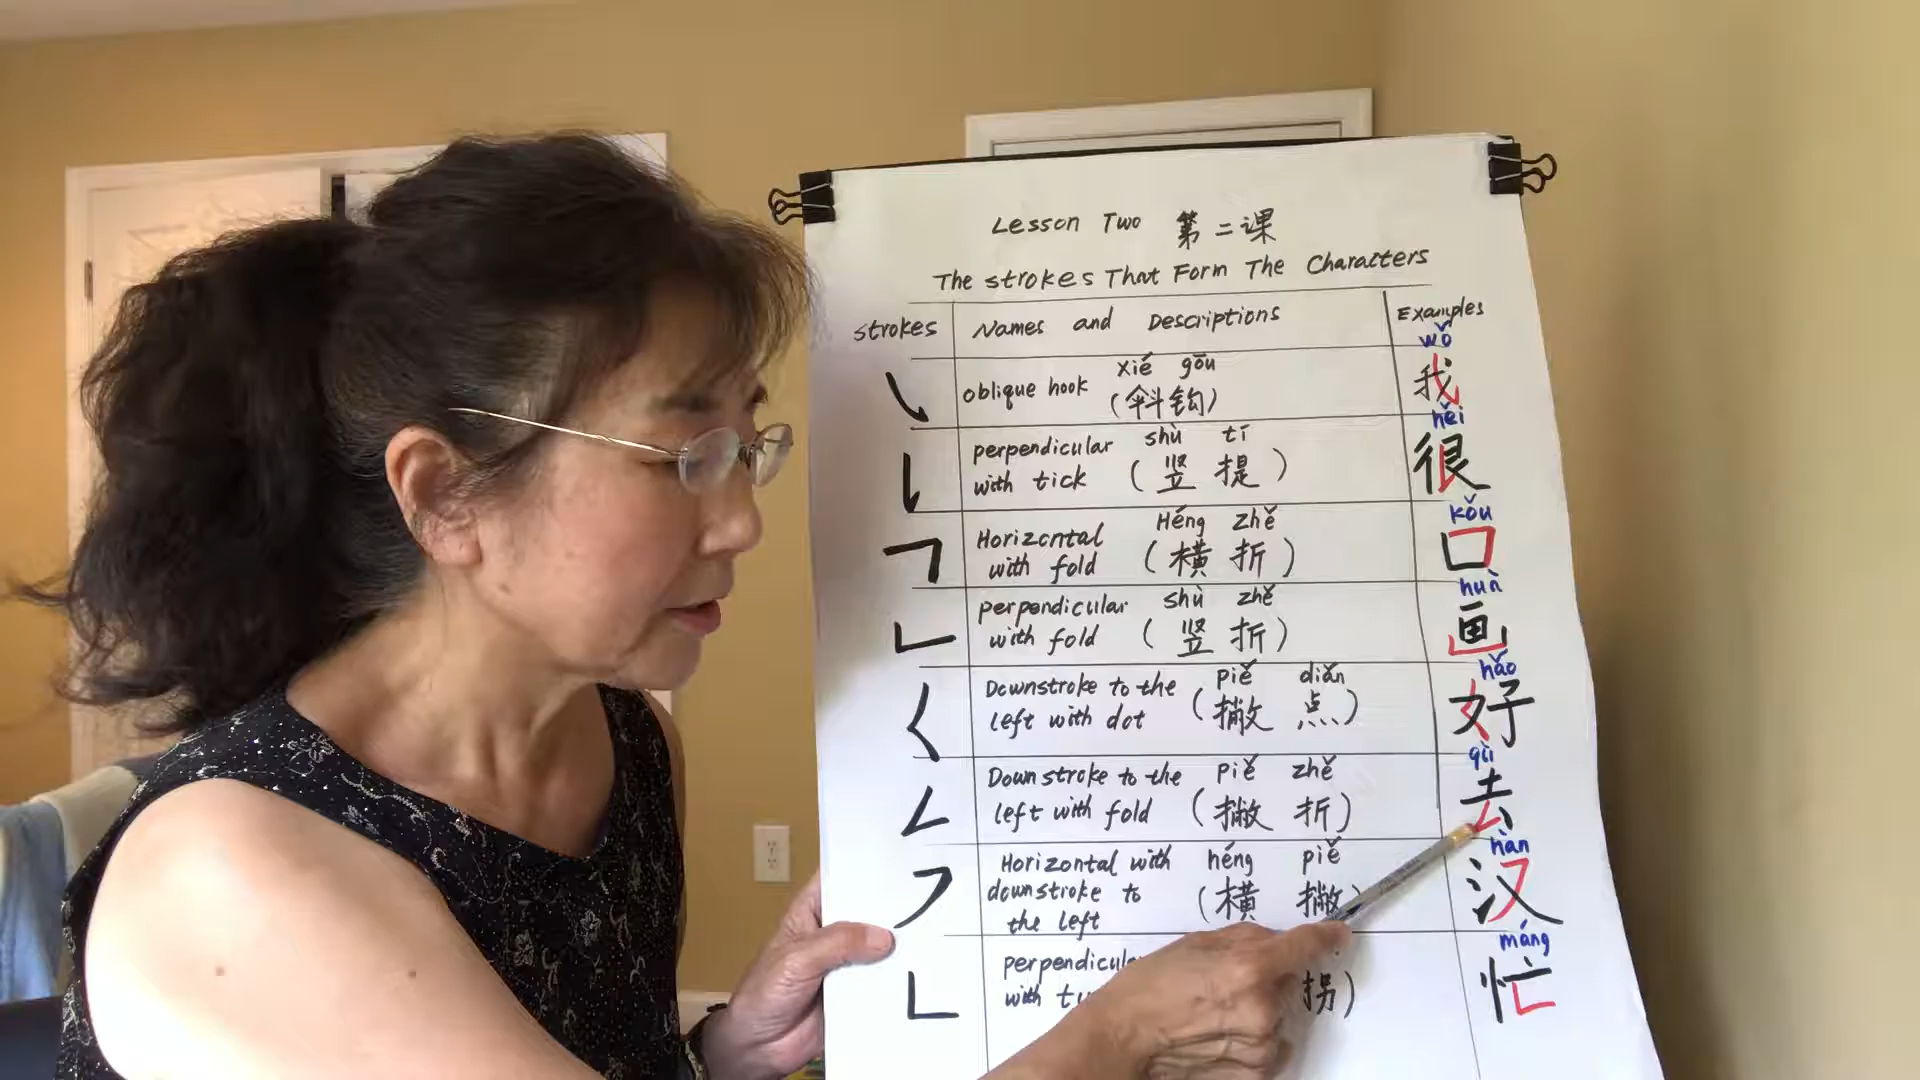 Lesson Two 第二课
The strokes That Form The Characters
strokes Names and Descriptions Examples
wǒ
xié gōu
oblique hook (斜钩) 我
hěi
perpendicular shù tí
with tick (竖提) 很
kǒu
Horizontal Héng zhě
with fold (横折) 口
huà
perpendicular shù zhě
with fold (竖折) 画
hǎo
Downstroke to the piě diǎn
left with dot (撇点) 好
qù
Downstroke to the piě zhě
left with fold (撇折) 去
hàn
Horizontal with héng piě
downstroke to (横撇) 汉
the left
máng
with 拐) 忙